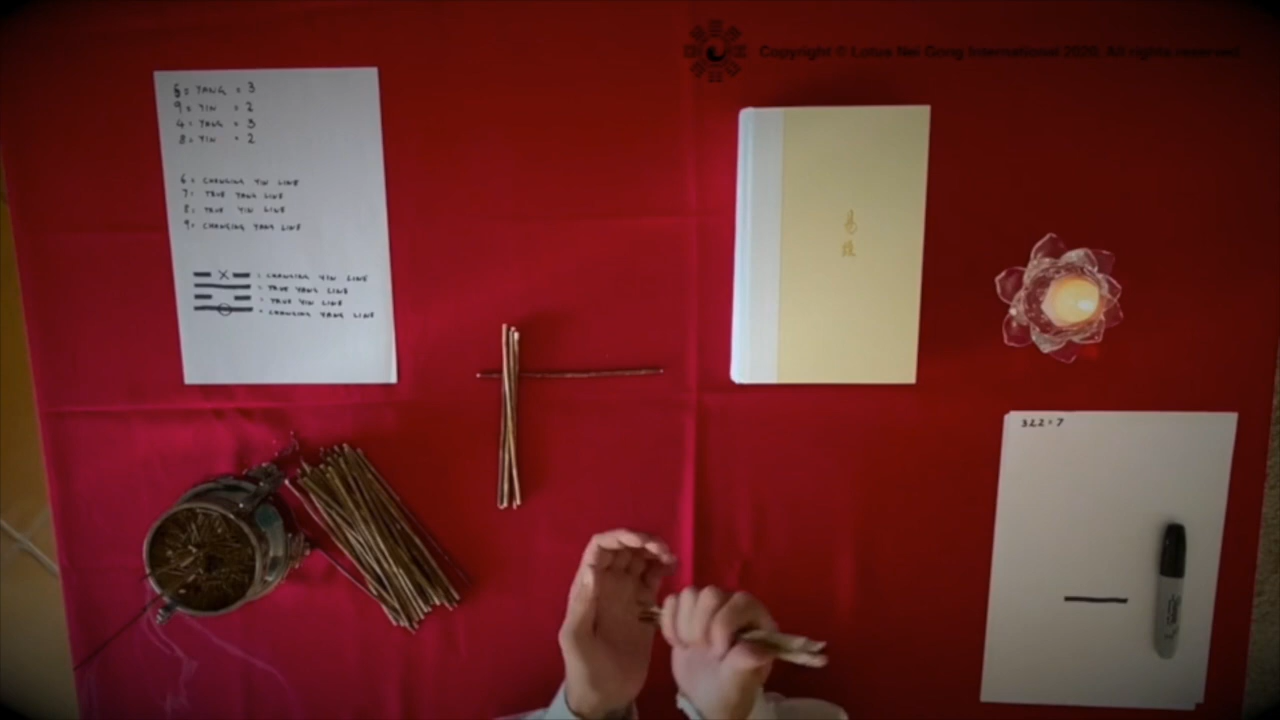 Copyright © Lotus Nei Gong International 2020, All rights reserved.
5= YANG = 3
9= YIN = 2
4= YANG = 3
8= YIN = 2
6= CHANGING YIN LINE
7= TRUE YANG LINE
8= TRUE YIN LINE
9= CHANGING YANG LINE
= CHANGING YIN LINE
= TRUE YANG LINE
= TRUE YIN LINE
= CHANGING YANG LINE
易經
322=7